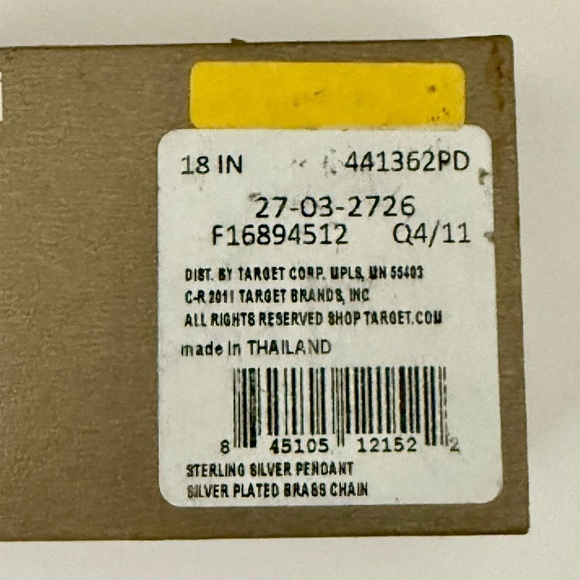 18 IN 441362PD
27-03-2726
F16894512 Q4/11
DIST. BY TARGET CORP. MPLS, MN 55403
C-R 2011 TARGET BRANDS, INC
ALL RIGHTS RESERVED SHOP TARGET.COM
made in THAILAND
8 45105 12152 2
STERLING SILVER PENDANT
SILVER PLATED BRASS CHAIN